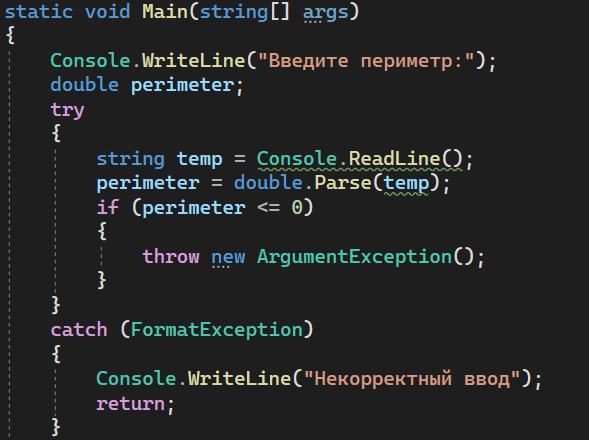 static void Main(string[] args)
{
Console.WriteLine("Введите периметр:");
double perimeter;
try
{
string temp = Console.ReadLine();
perimeter = double.Parse(temp);
if (perimeter <= 0)
{
throw new ArgumentException();
}
}
catch (FormatException)
{
Console.WriteLine("Некорректный ввод");
return;
}